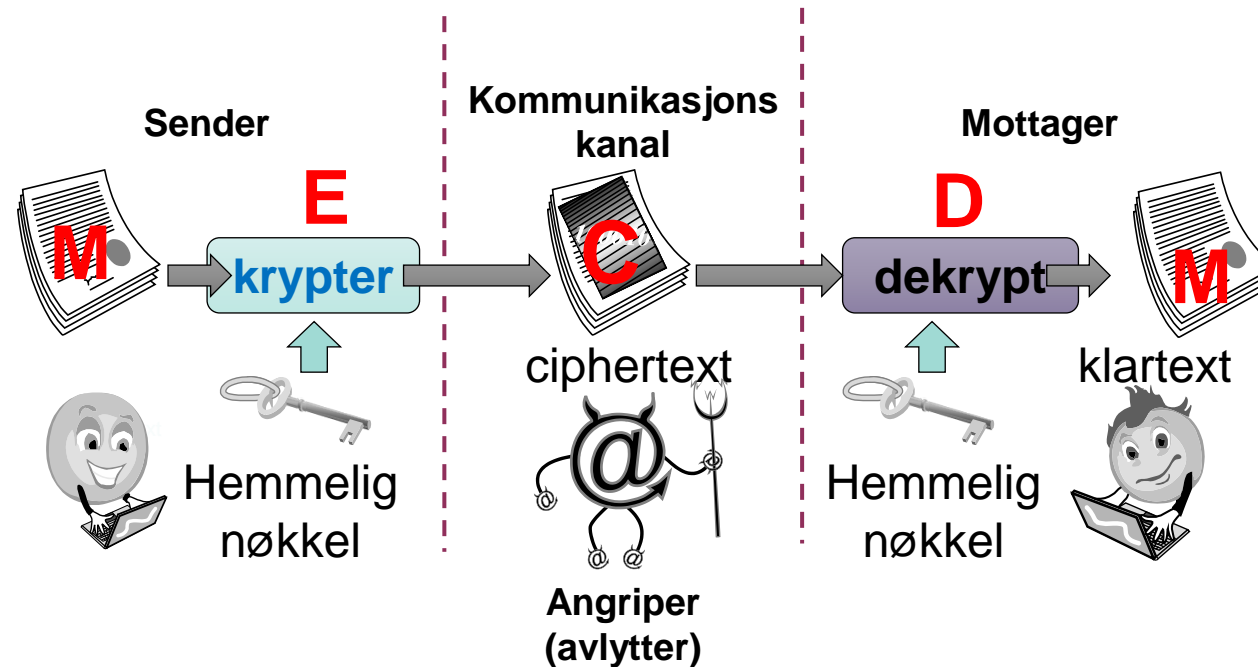 Sender
Kommunikasjons
kanal
Mottager
E
D
M
krypter
C
dekrypt
M
ciphertext
klartext
Hemmelig
nøkkel
@
@
@
@
@
Hemmelig
nøkkel
Angriper
(avlytter)